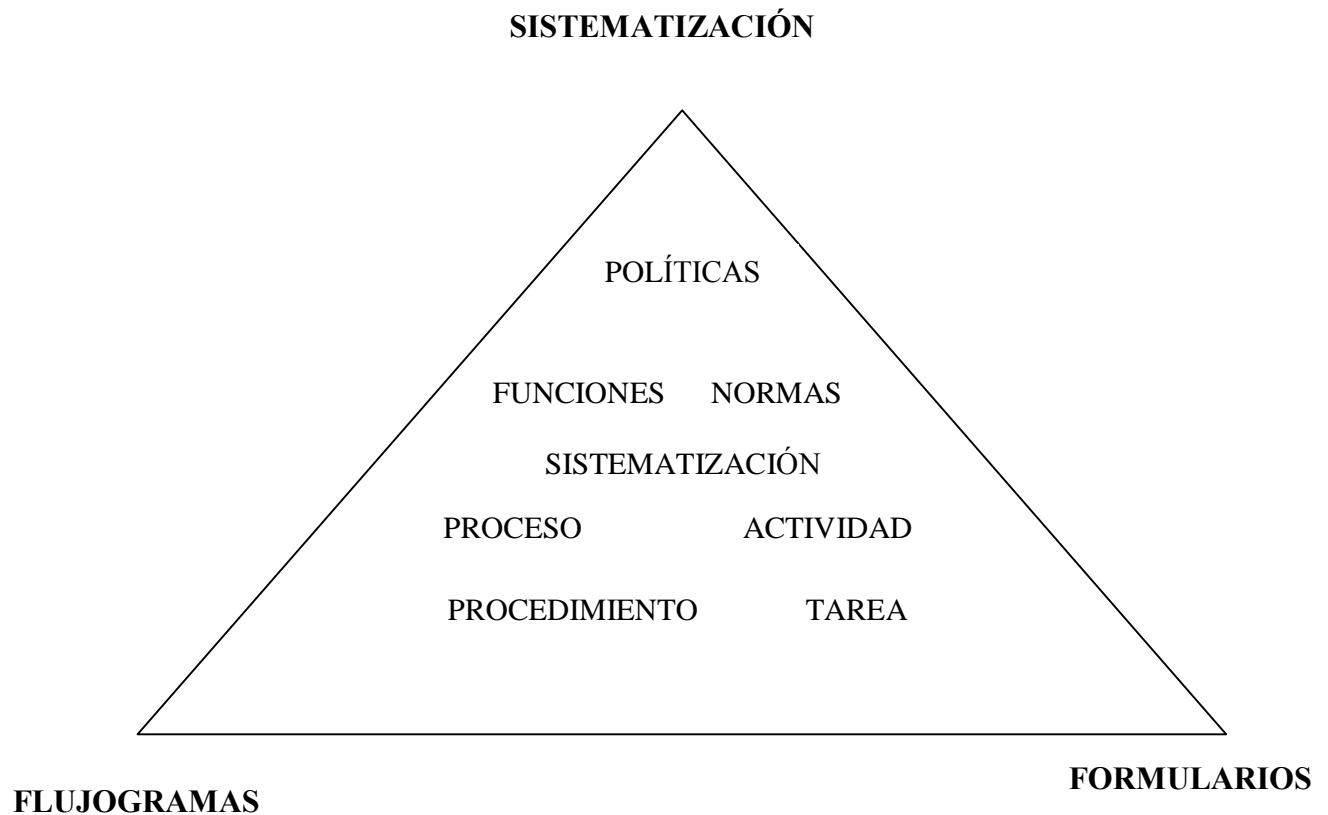 SISTEMATIZACIÓN
POLÍTICAS
FUNCIONES NORMAS
SISTEMATIZACIÓN
PROCESO ACTIVIDAD
PROCEDIMIENTO TAREA
FORMULARIOS
FLUJOGRAMAS